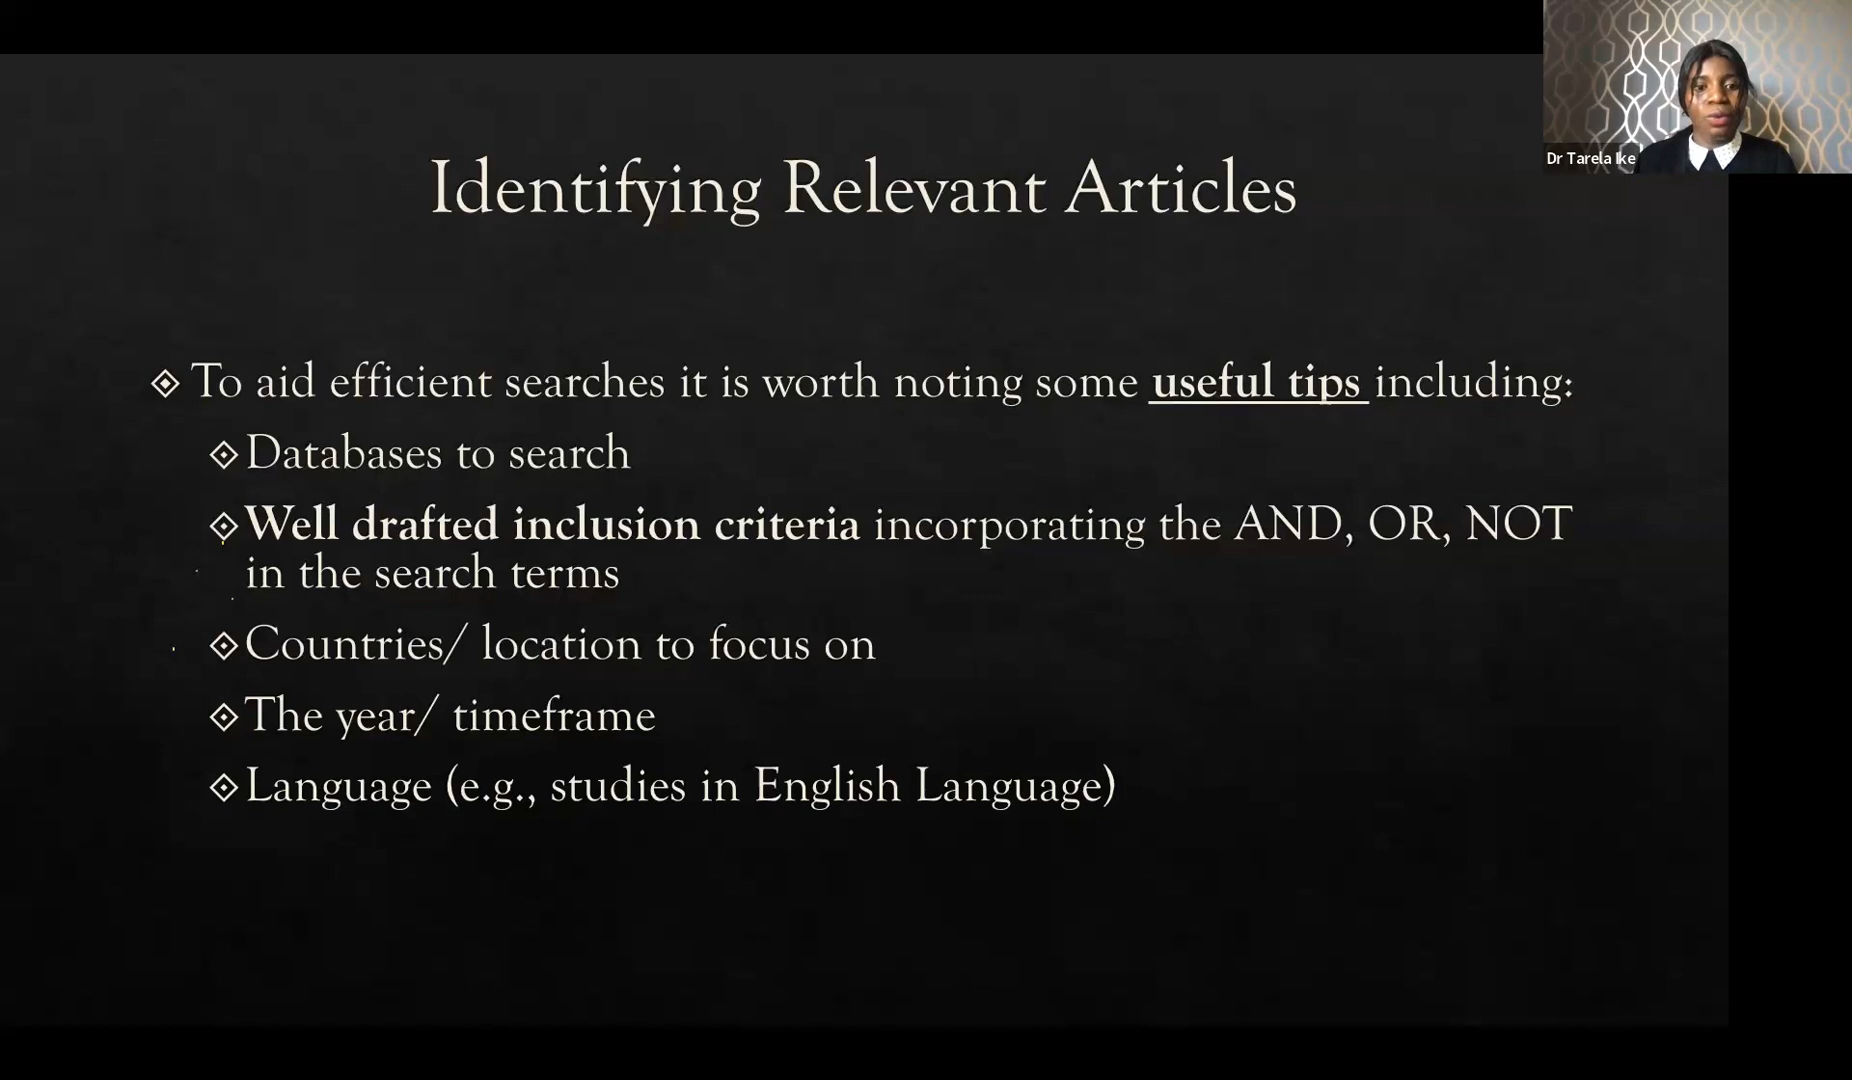 Dr Tarela Ike
Identifying Relevant Articles
To aid efficient searches it is worth noting some useful tips including:
Databases to search
Well drafted inclusion criteria incorporating the AND, OR, NOT
in the search terms
Countries/ location to focus on
The year/ timeframe
Language (e.g., studies in English Language)